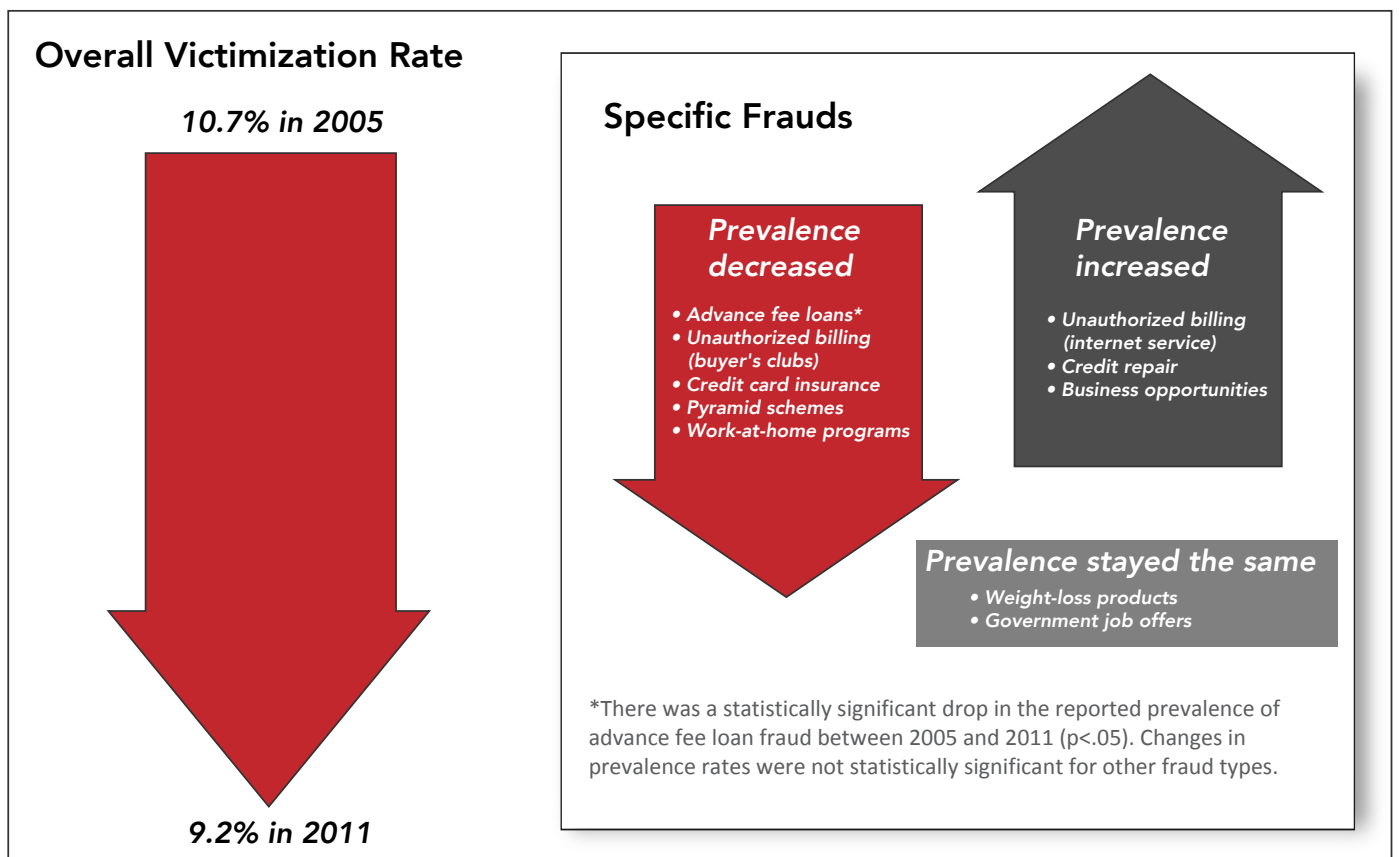 Overall Victimization Rate
10.7% in 2005
9.2% in 2011
Specific Frauds
Prevalence
decreased
• Advance fee loans*
• Unauthorized billing
(buyer's clubs)
• Credit card insurance
• Pyramid schemes
• Work-at-home programs
Prevalence
increased
• Unauthorized billing
(internet service)
• Credit repair
• Business opportunities
Prevalence stayed the same
• Weight-loss products
• Government job offers
*There was a statistically significant drop in the reported prevalence of
advance fee loan fraud between 2005 and 2011 (p<.05). Changes in
prevalence rates were not statistically significant for other fraud types.